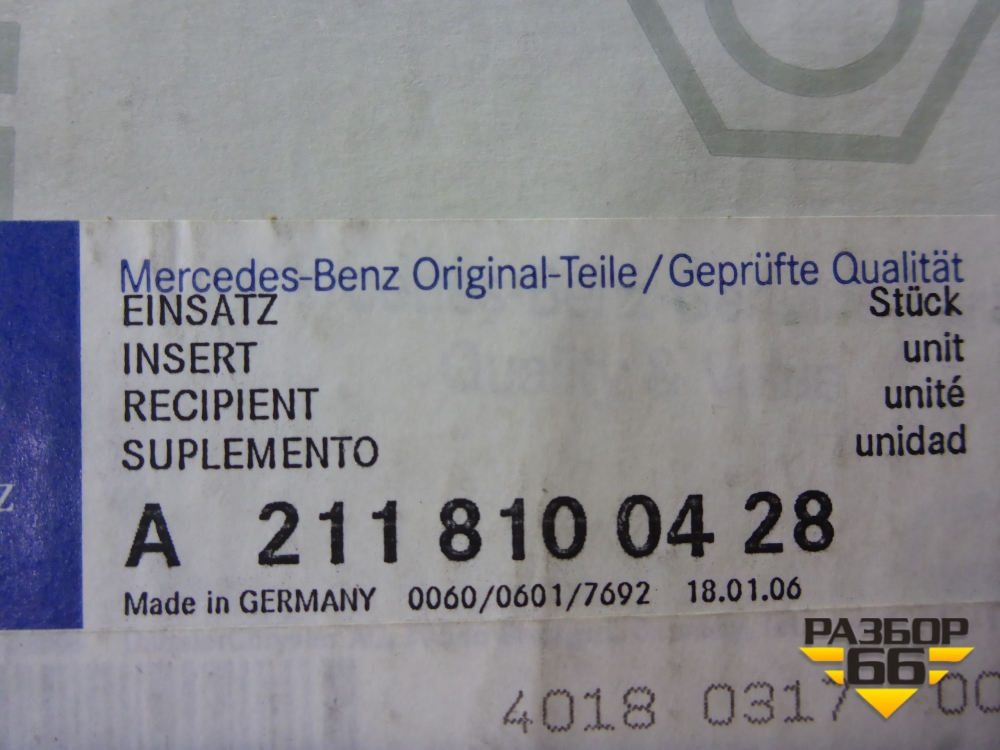 Mercedes-Benz Original-Teile/Geprüfte Qualität
EINSATZ Stück
INSERT unit
RECIPIENT unité
SUPLEMENTO unidad
Z
A 211 810 04 28
Made in GERMANY 0060/0601/7692 18.01.06
РАЗБОР
66
4018 0317 00